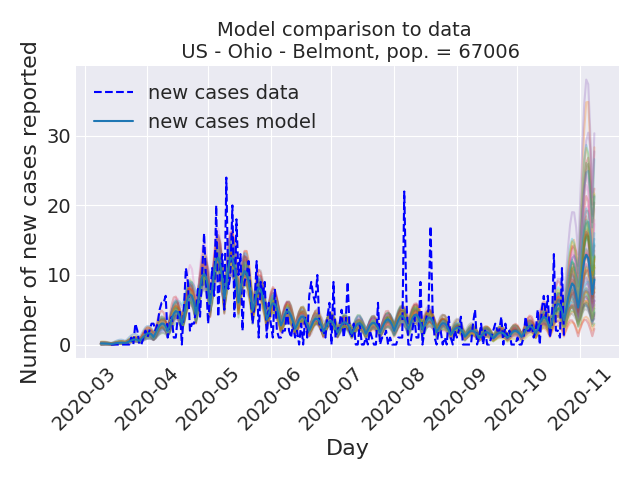 Model comparison to data
US - Ohio - Belmont, pop. = 67006
new cases data
new cases model
Number of new cases reported
30
20
10
0
2020-03
2020-04
2020-05
2020-06
2020-07
2020-08
2020-09
2020-10
2020-11
Day